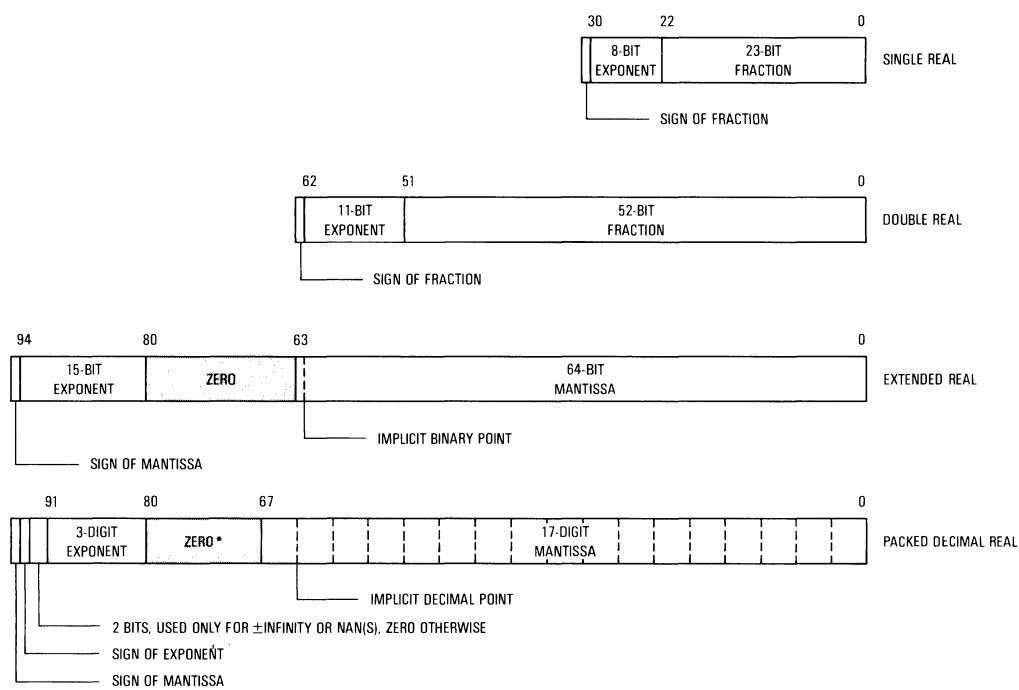 30 22 0
8-BIT 23-BIT
EXPONENT FRACTION
SINGLE REAL
SIGN OF FRACTION
62 51 0
11-BIT 52-BIT
EXPONENT FRACTION
DOUBLE REAL
SIGN OF FRACTION
94 80 63 0
15-BIT ZERO 64-BIT
EXPONENT MANTISSA
EXTENDED REAL
IMPLICIT BINARY POINT
SIGN OF MANTISSA
91 80 67 0
3-DIGIT ZERO* 17-DIGIT
EXPONENT MANTISSA
PACKED DECIMAL REAL
IMPLICIT DECIMAL POINT
2 BITS, USED ONLY FOR ±INFINITY OR NAN(S), ZERO OTHERWISE
SIGN OF EXPONENT
SIGN OF MANTISSA